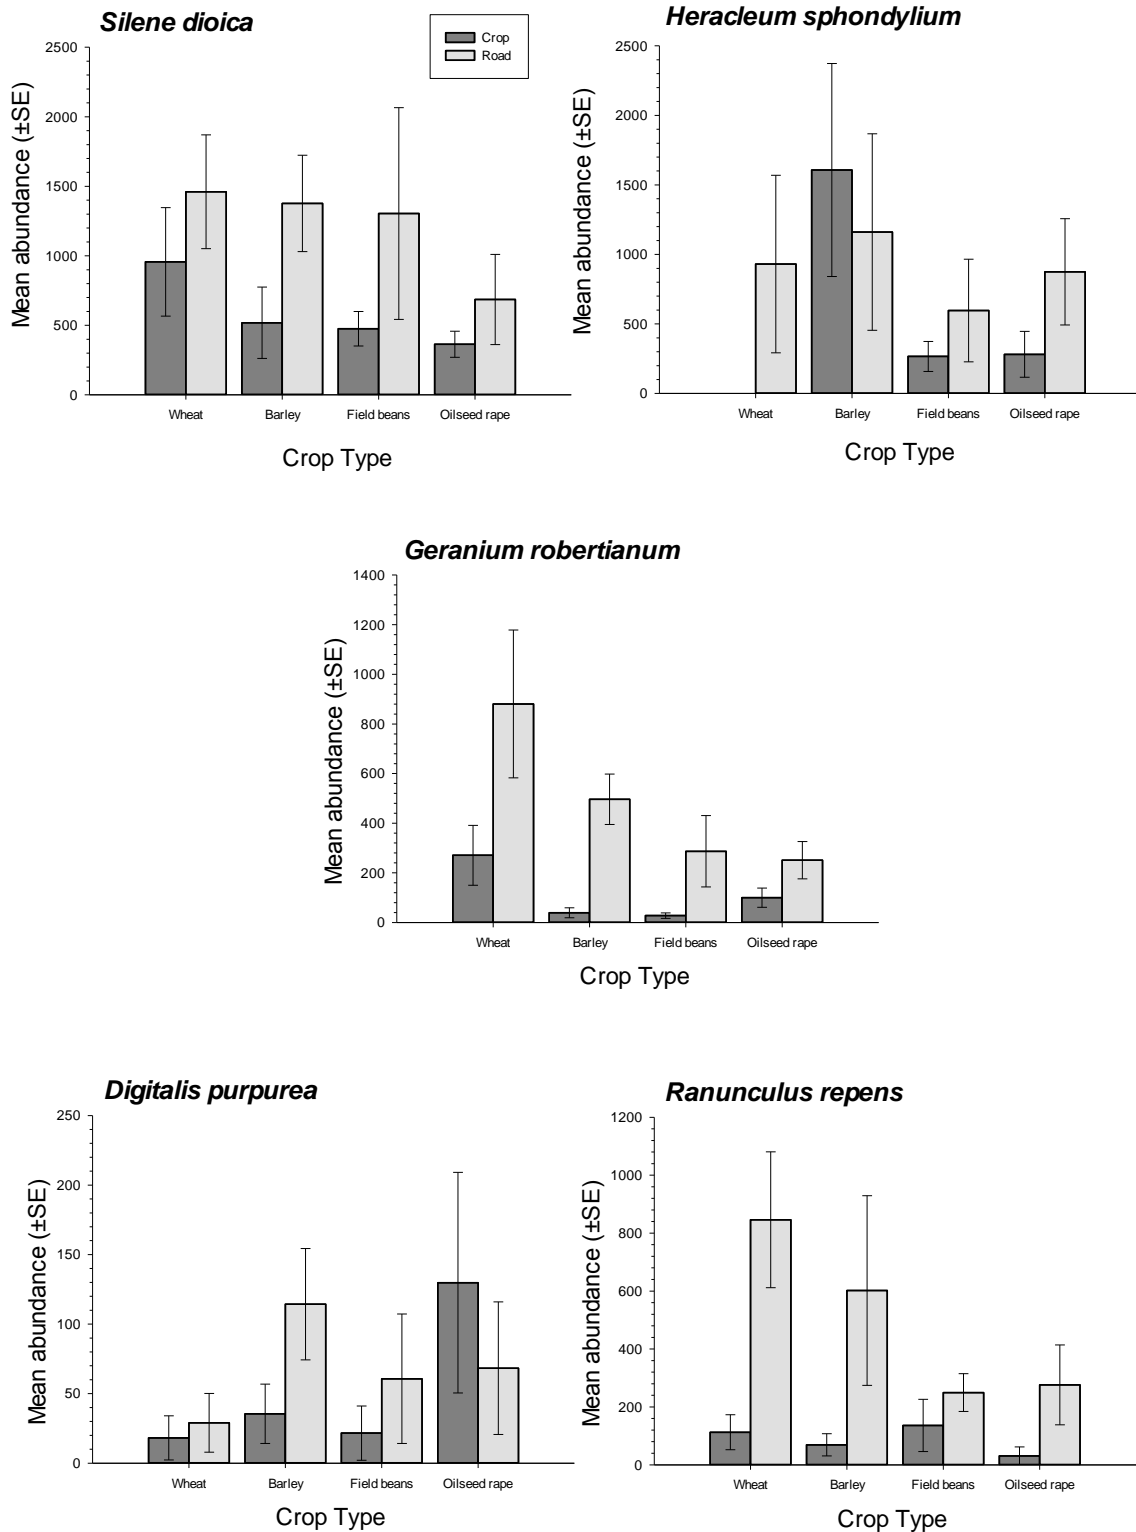 Silene dioica
Crop
Road
Mean abundance (±SE)
2500
2000
1500
1000
500
0
Wheat Barley Field beans Oilseed rape
Crop Type
Heracleum sphondylium
Mean abundance (±SE)
2500
2000
1500
1000
500
0
Wheat Barley Field beans Oilseed rape
Crop Type
Geranium robertianum
Mean abundance (±SE)
1400
1200
1000
800
600
400
200
0
Wheat Barley Field beans Oilseed rape
Crop Type
Digitalis purpurea
Mean abundance (±SE)
250
200
150
100
50
0
Wheat Barley Field beans Oilseed rape
Crop Type
Ranunculus repens
Mean abundance (±SE)
1200
1000
800
600
400
200
0
Wheat Barley Field beans Oilseed rape
Crop Type